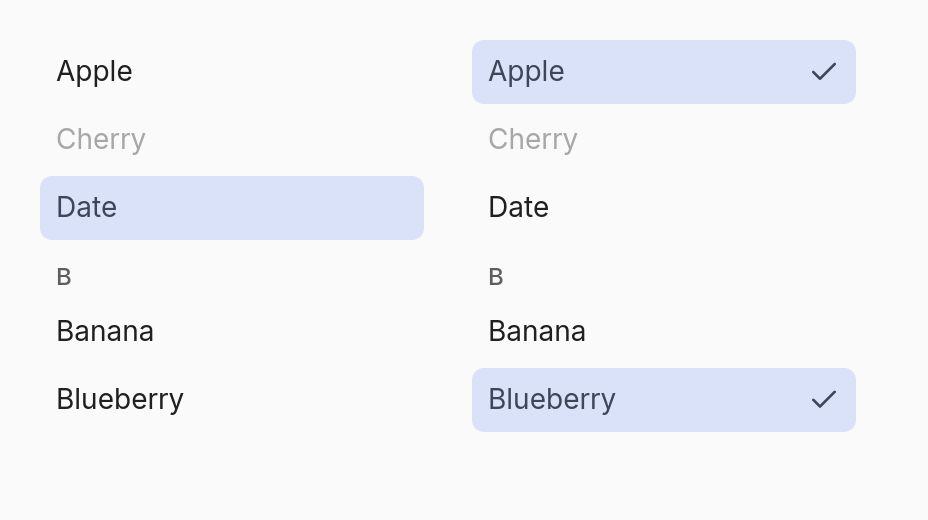 Apple
Cherry
Date
B
Banana
Blueberry
Apple
Cherry
Date
B
Banana
Blueberry